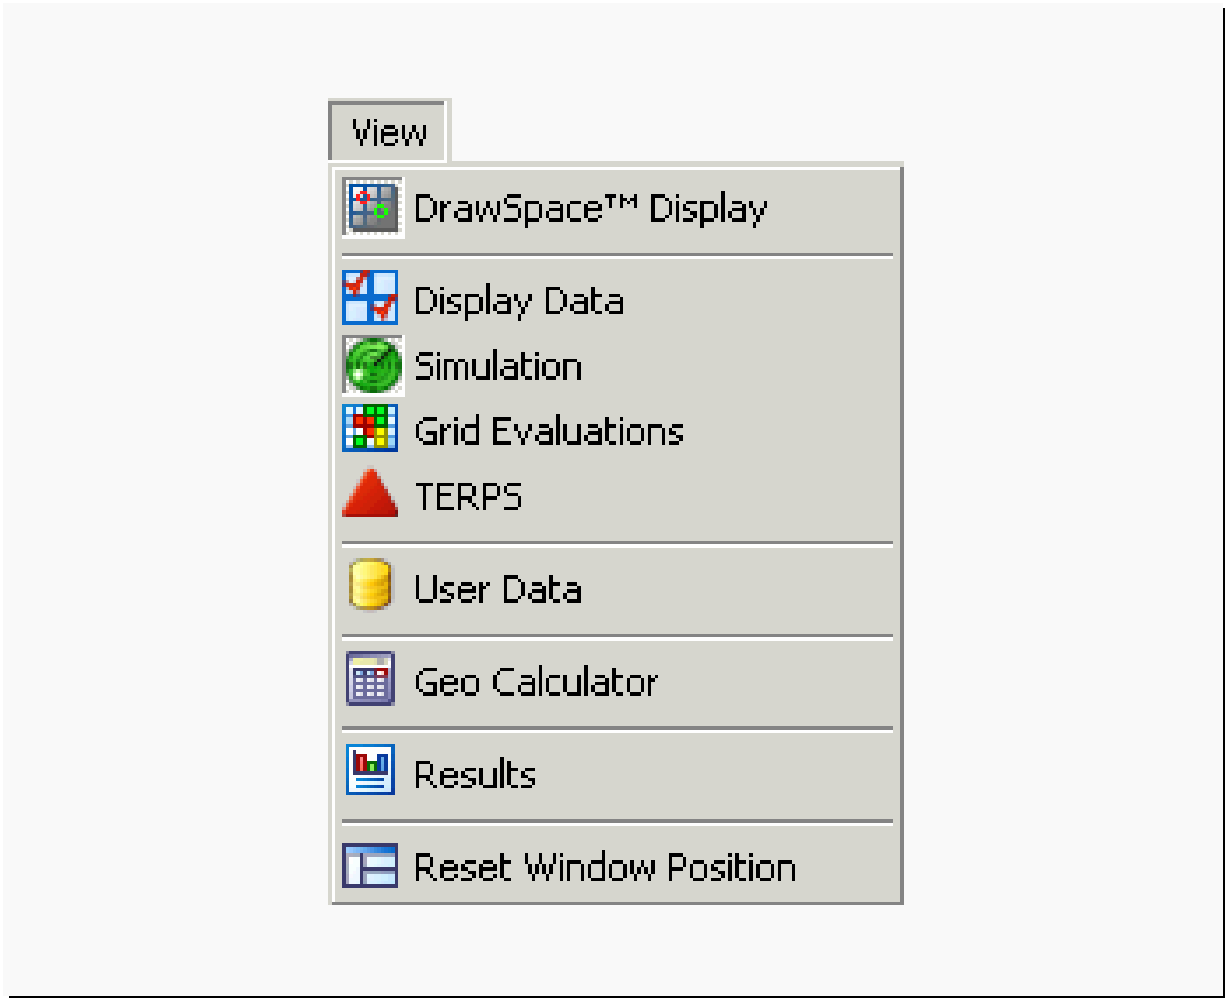 View
DrawSpace™ Display
Display Data
Simulation
Grid Evaluations
TERPS
User Data
Geo Calculator
Results
Reset Window Position